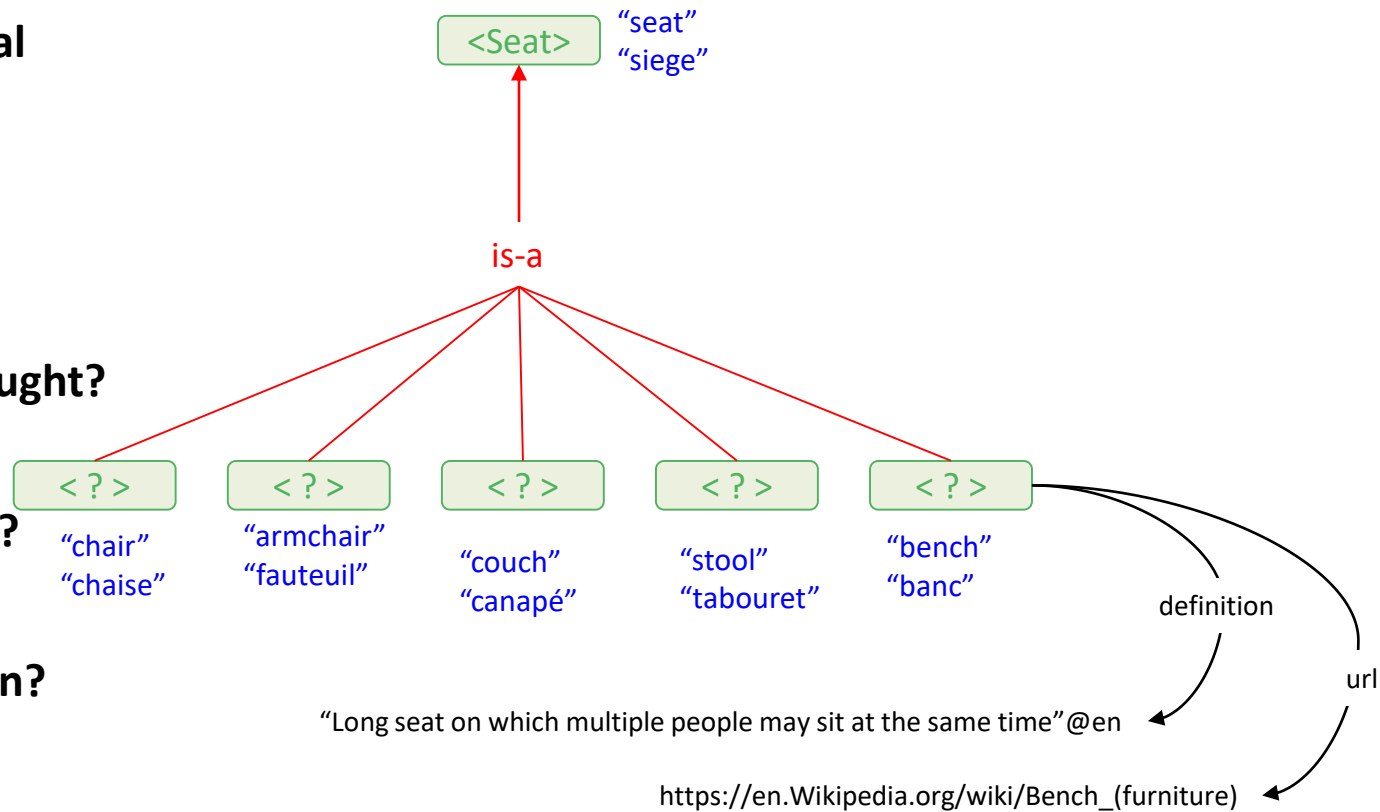 al
<Seat>
“seat”
“siege”
is-a
ught?
< ? >
< ? >
< ? >
< ? >
< ? >
?
“chair”
“chaise”
“armchair”
“fauteuil”
“couch”
“canapé”
“stool”
“tabouret”
“bench”
“banc”
definition
n?
url
“Long seat on which multiple people may sit at the same time”@en
https://en.Wikipedia.org/wiki/Bench_(furniture)